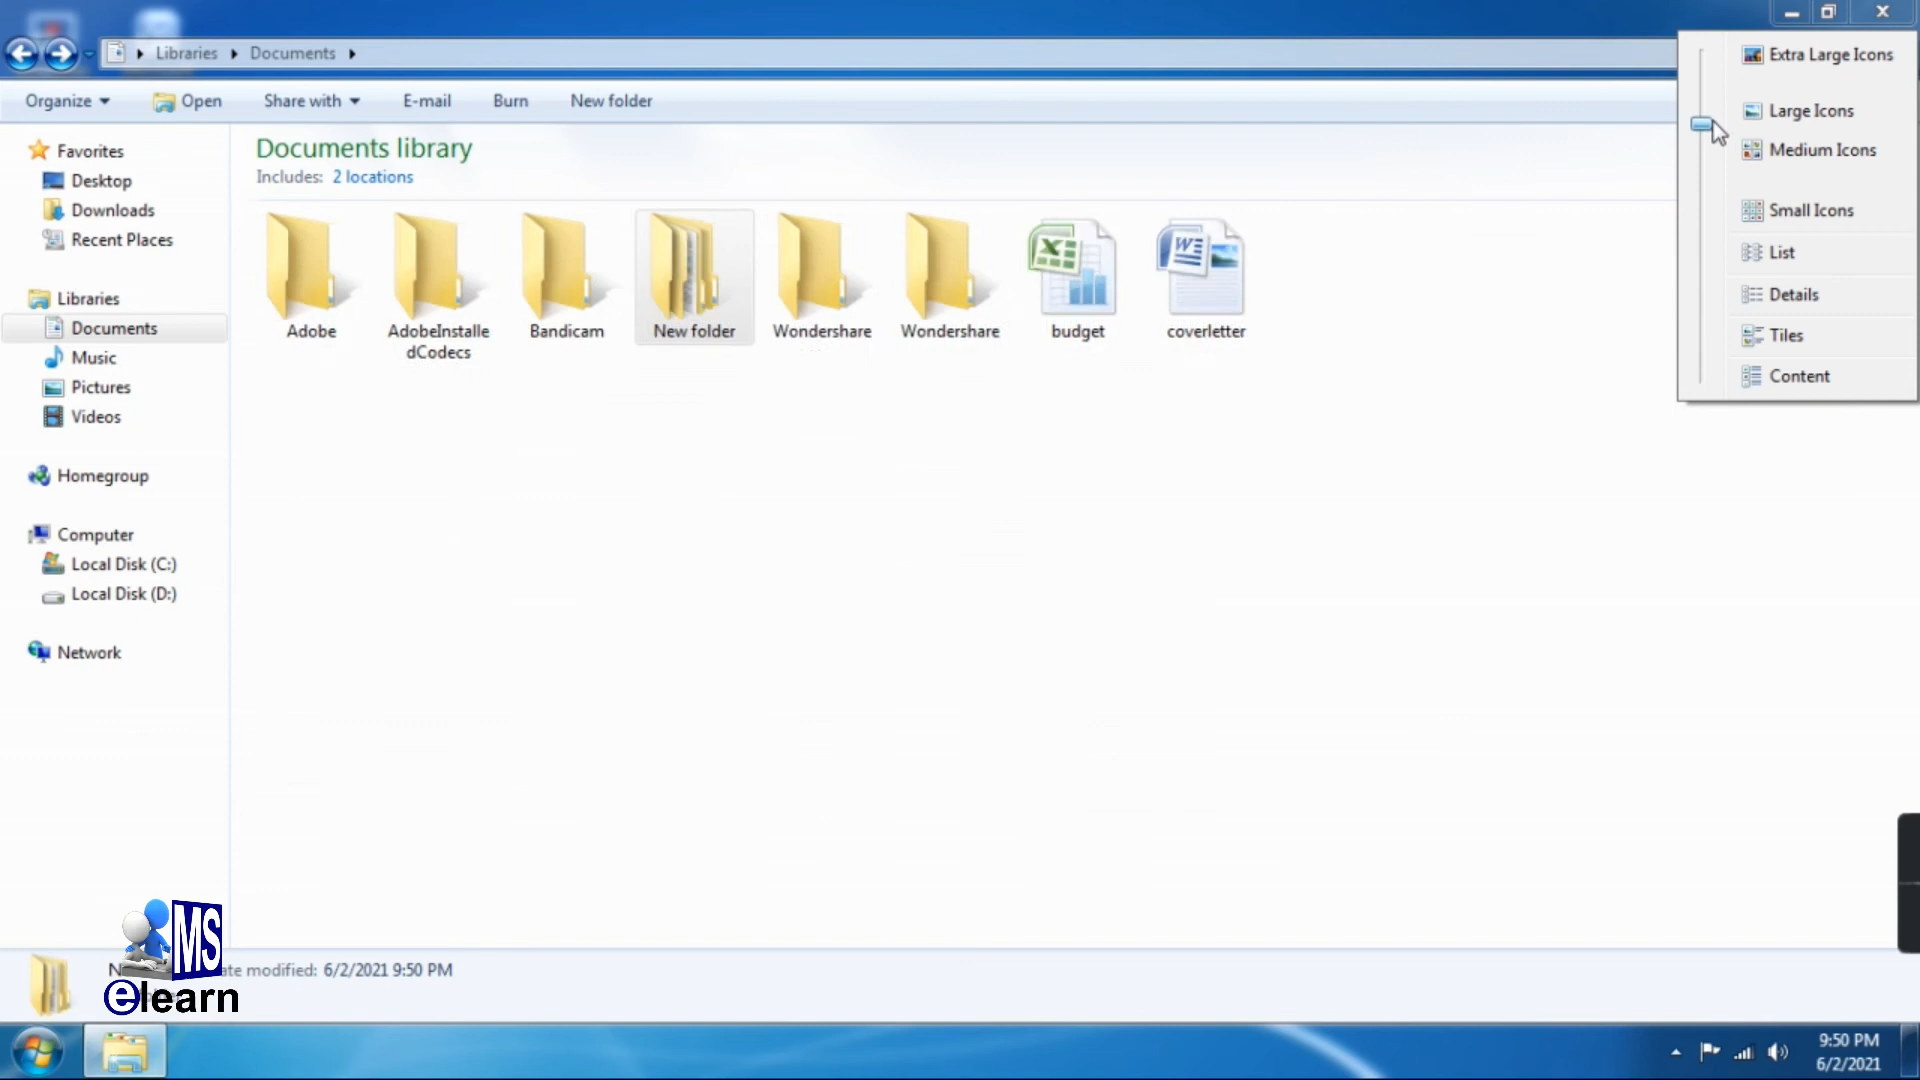 Libraries Documents
Organize Open Share with E-mail Burn New folder
Favorites
Desktop
Downloads
Recent Places
Libraries
Documents
Music
Pictures
Videos
Homegroup
Computer
Local Disk (C:)
Local Disk (D:)
Network
Documents library
Includes: 2 locations
Adobe
AdobeInstalle
dCodecs
Bandicam
New folder
Wondershare
Wondershare
budget
coverletter
Extra Large Icons
Large Icons
Medium Icons
Small Icons
List
Details
Tiles
Content
ate modified: 6/2/2021 9:50 PM
MS
elearn
9:50 PM
6/2/2021